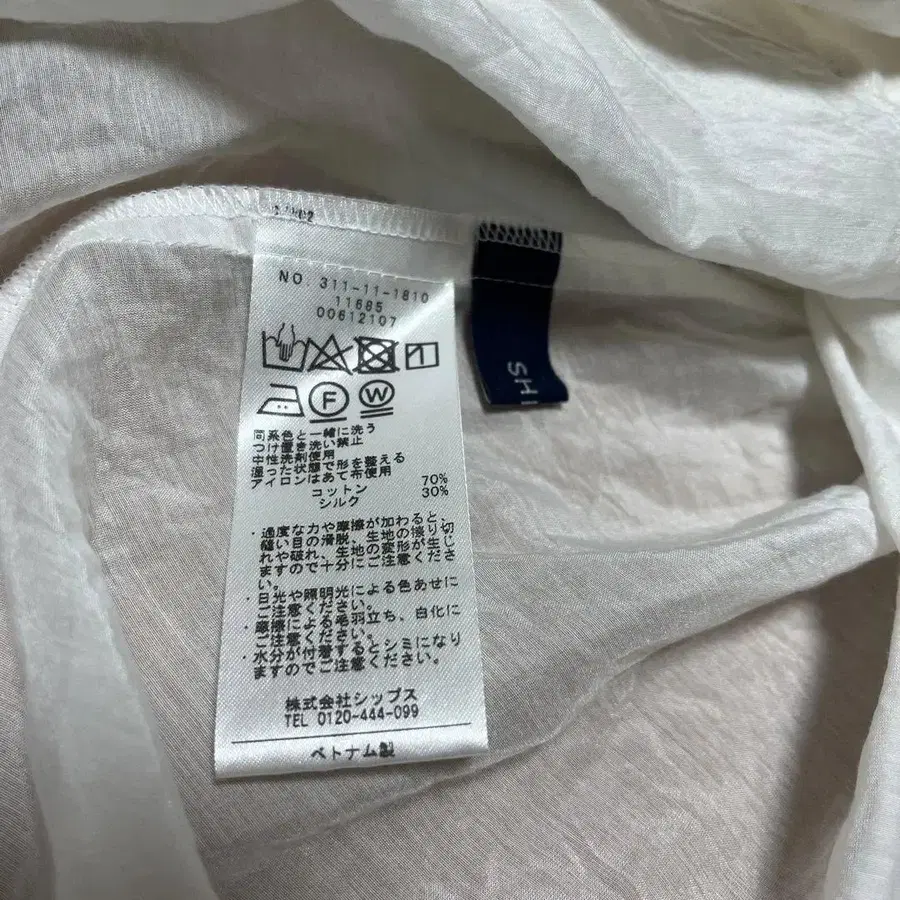 NO. 311-11-1810
11685
00612107
F
W
同系色と一緒に洗う
つけ置き洗い禁止
中性洗剤使用
湿った状態で形を整える
アイロンはあて布使用
コットン 70%
シルク 30%
・過度な力や摩擦が加わると、
縫い目の滑脱、生地の擦り切
れや破れ、生地の変形が生じ
ますので十分にご注意くださ
い。
・日光や照明光による色あせに
ご注意ください。
・摩擦による毛羽立ち、白化に
ご注意ください。
・水分が付着するとシミになり
ますのでご注意ください。
株式会社シップス
TEL 0120-444-099
ベトナム製
SH